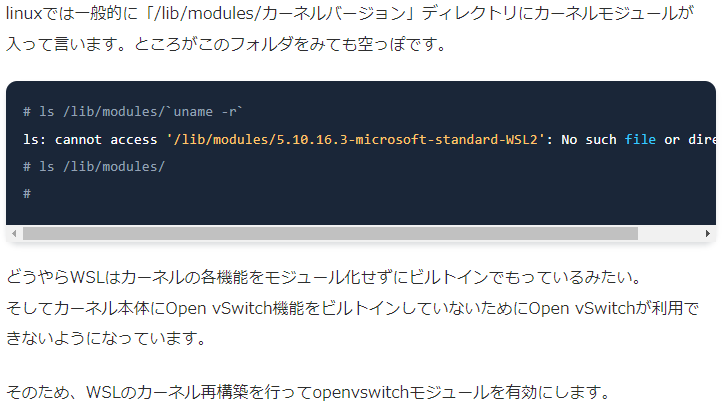 linuxでは一般的に「/lib/modules/カーネルバージョン」ディレクトリにカーネルモジュールが
入って言います。ところがこのフォルダをみても空っぽです。
# ls /lib/modules/`uname -r`
ls: cannot access '/lib/modules/5.10.16.3-microsoft-standard-WSL2': No such file or dire
# ls /lib/modules/
#
どうやらWSLはカーネルの各機能をモジュール化せずにビルトインでもっているみたい。
そしてカーネル本体にOpen vSwitch機能をビルトインしていないためにOpen vSwitchが利用で
きないようになっています。
そのため、WSLのカーネル再構築を行ってopenvswitchモジュールを有効にします。